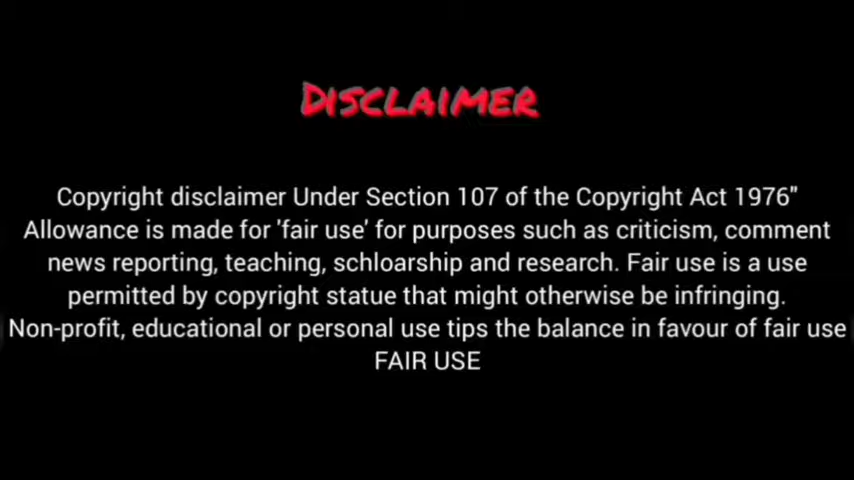 DISCLAIMER
Copyright disclaimer Under Section 107 of the Copyright Act 1976"
Allowance is made for 'fair use' for purposes such as criticism, comment
news reporting, teaching, schloarship and research. Fair use is a use
permitted by copyright statue that might otherwise be infringing.
Non-profit, educational or personal use tips the balance in favour of fair use
FAIR USE